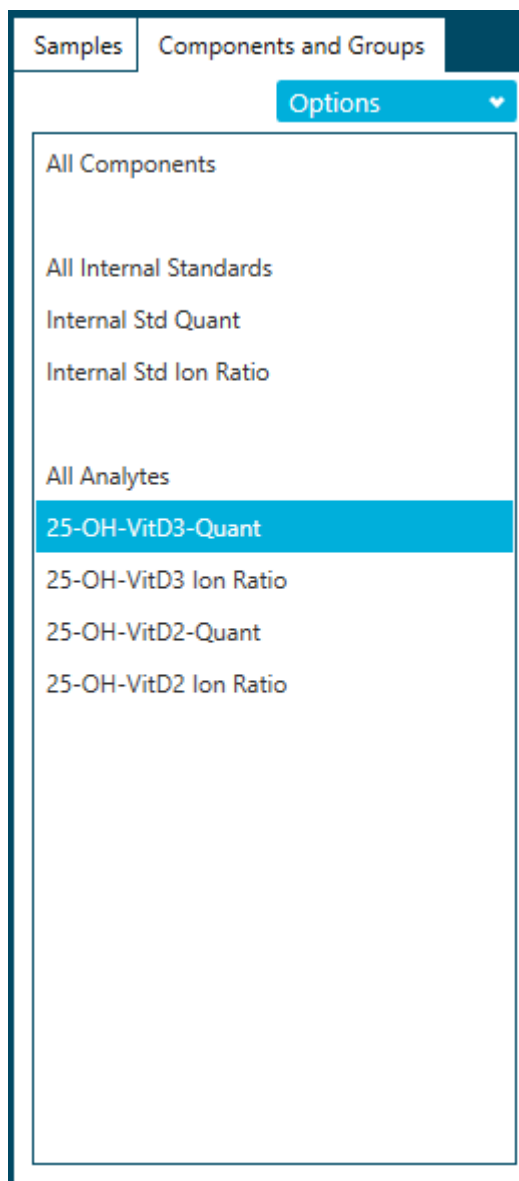 Samples Components and Groups
Options
All Components
All Internal Standards
Internal Std Quant
Internal Std Ion Ratio
All Analytes
25-OH-VitD3-Quant
25-OH-VitD3 Ion Ratio
25-OH-VitD2-Quant
25-OH-VitD2 Ion Ratio